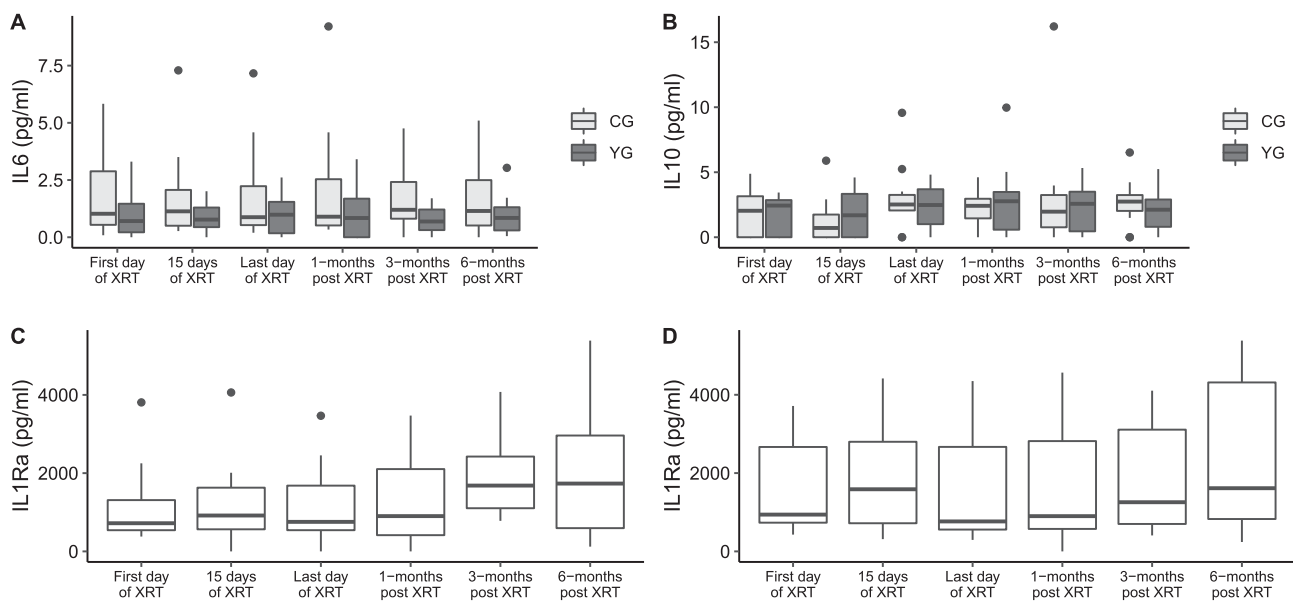 A
IL6 (pg/ml)
7.5
5.0
2.5
0.0
First day of XRT
15 days of XRT
Last day of XRT
1−months post XRT
3−months post XRT
6−months post XRT
CG
YG
B
IL10 (pg/ml)
15
10
5
0
First day of XRT
15 days of XRT
Last day of XRT
1−months post XRT
3−months post XRT
6−months post XRT
CG
YG
C
IL1Ra (pg/ml)
4000
2000
0
First day of XRT
15 days of XRT
Last day of XRT
1−months post XRT
3−months post XRT
6−months post XRT
D
IL1Ra (pg/ml)
4000
2000
0
First day of XRT
15 days of XRT
Last day of XRT
1−months post XRT
3−months post XRT
6−months post XRT